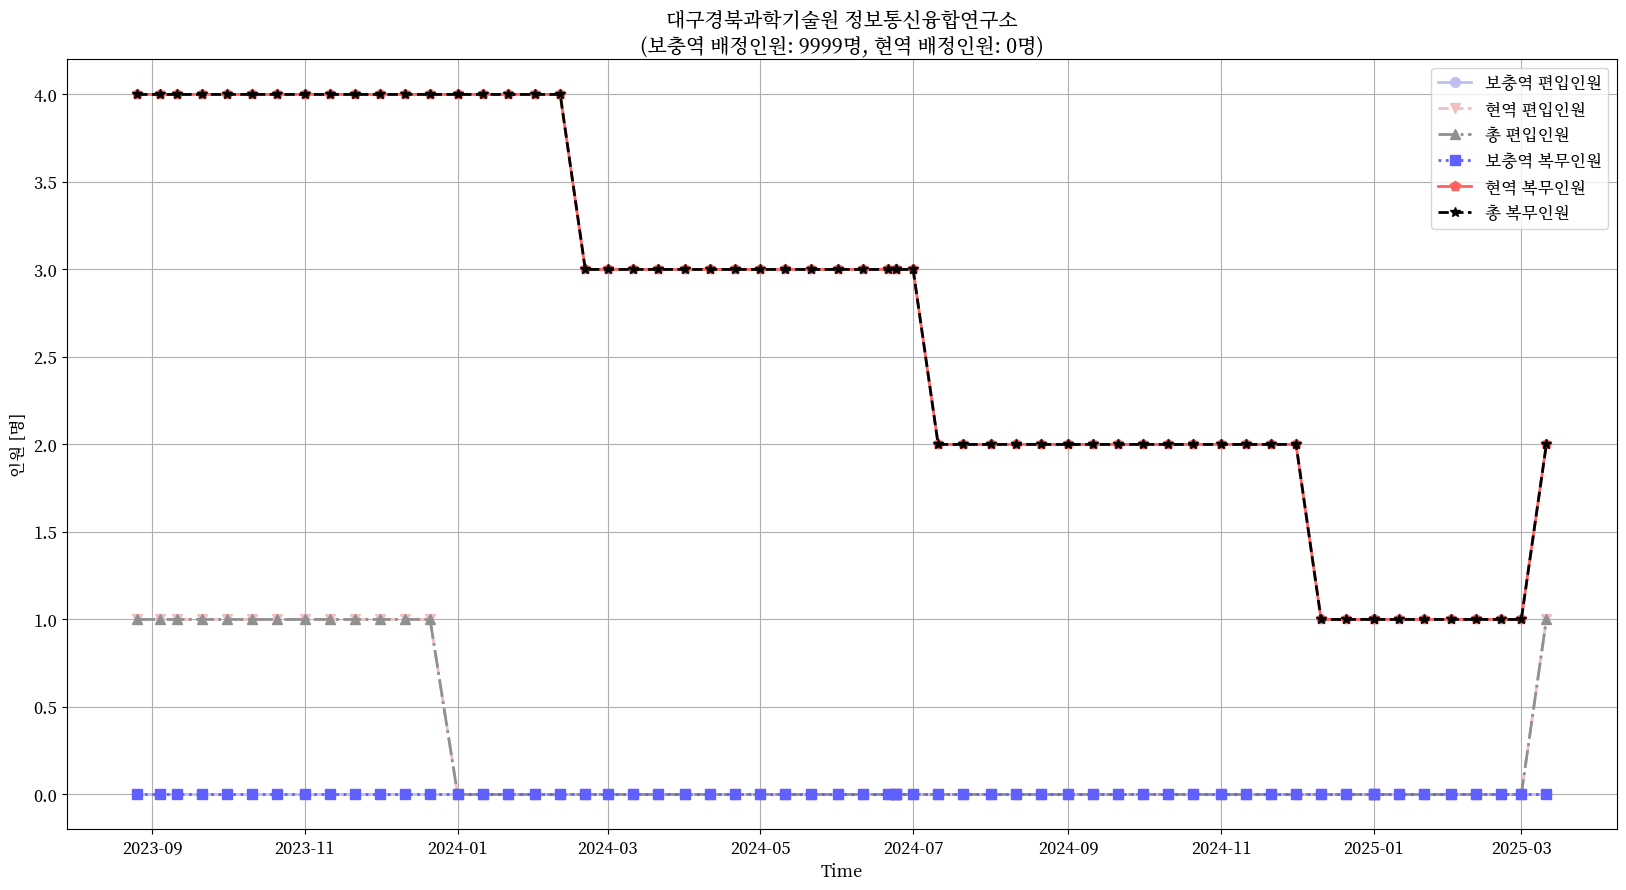 대구경북과학기술원 정보통신융합연구소
(보충역 배정인원: 9999명, 현역 배정인원: 0명)
보충역 편입인원
현역 편입인원
총 편입인원
보충역 복무인원
현역 복무인원
총 복무인원
4.0
3.5
3.0
2.5
2.0
1.5
1.0
0.5
0.0
인원 [명]
2023-09
2023-11
2024-01
2024-03
2024-05
2024-07
2024-09
2024-11
2025-01
2025-03
Time